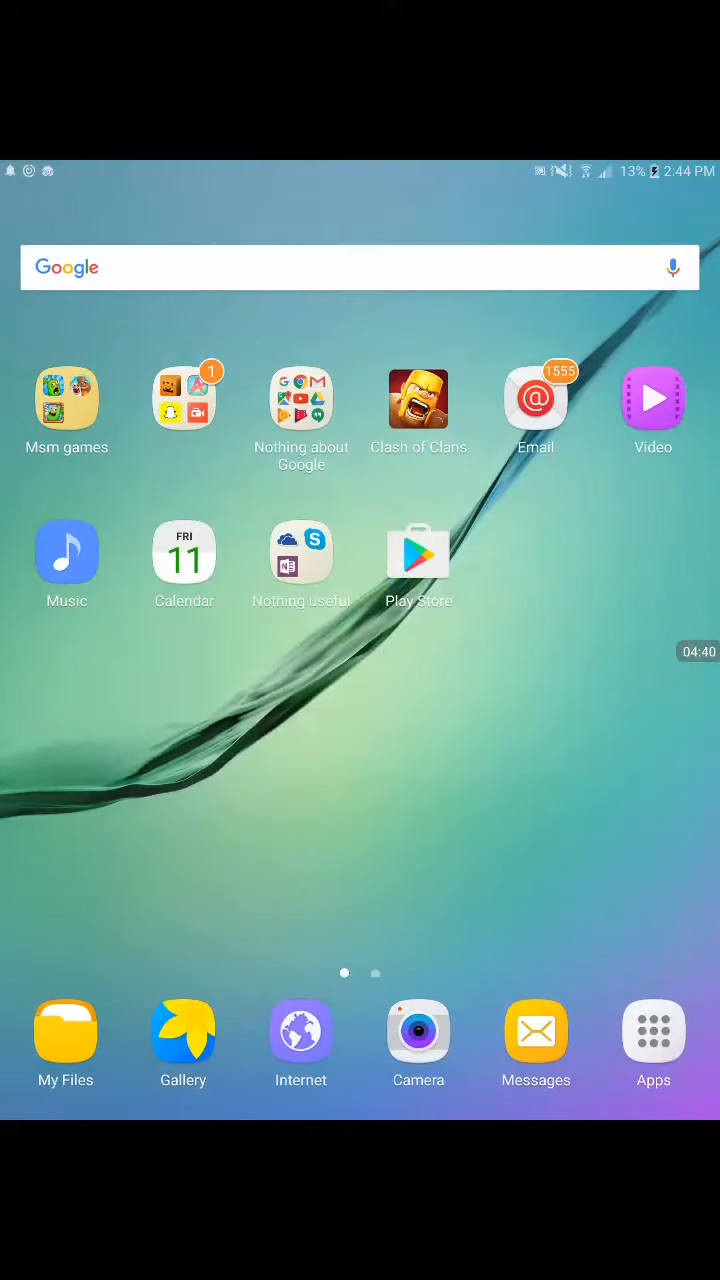 13% 2:44 PM
Google
1
1555
Msm games
Nothing about
Google
Clash of Clans
Email
Video
FRI
11
Music
Calendar
Nothing useful
Play Store
04:40
My Files
Gallery
Internet
Camera
Messages
Apps